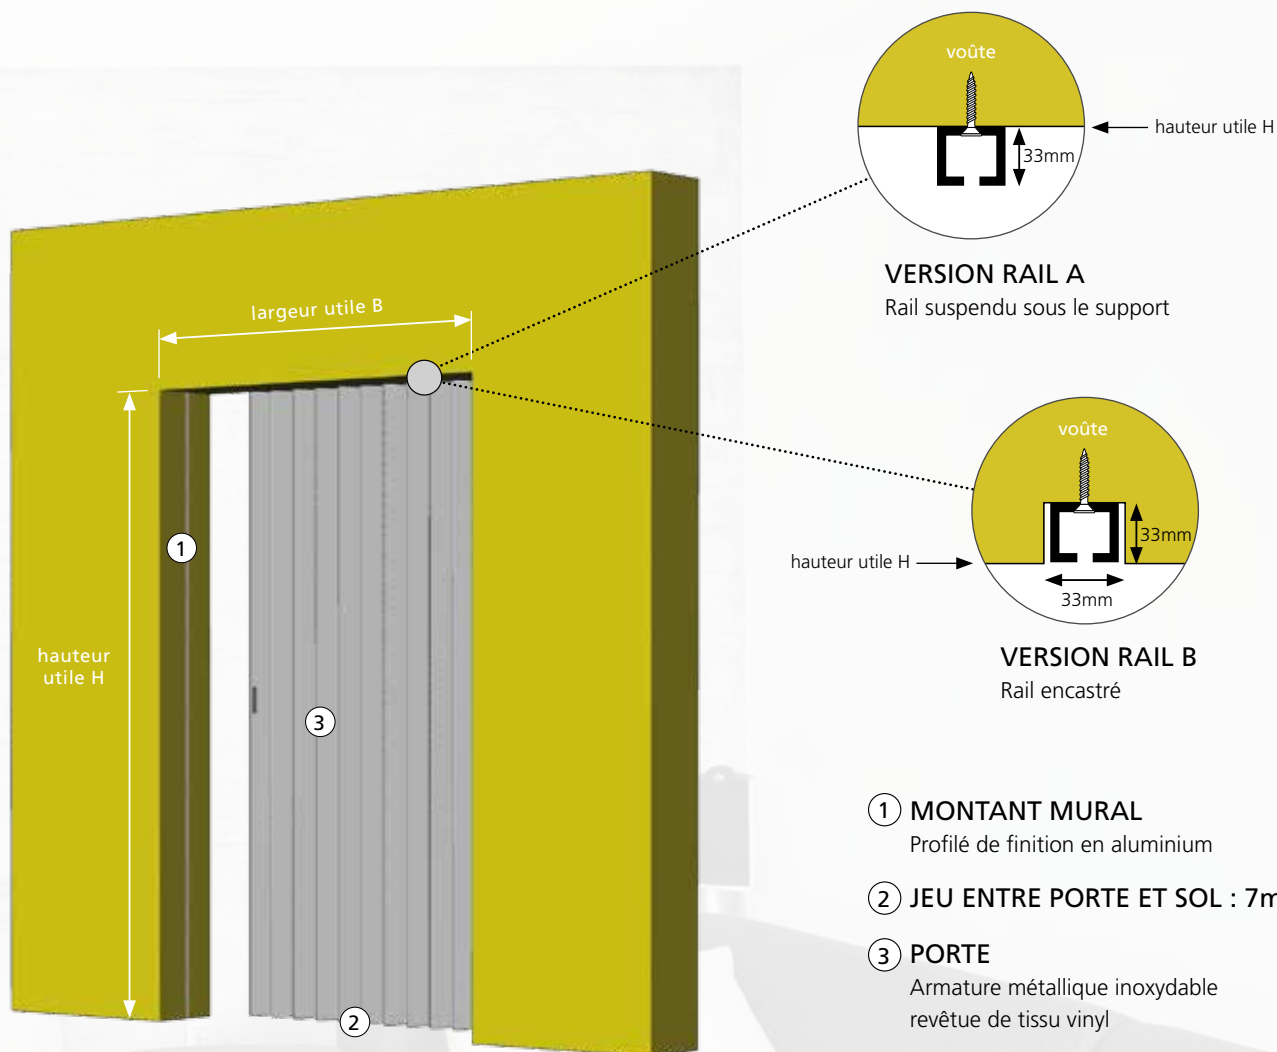 voûte
hauteur utile H
33mm
VERSION RAIL A
Rail suspendu sous le support
largeur utile B
voûte
33mm
hauteur utile H
33mm
VERSION RAIL B
Rail encastré
1
hauteur
utile H
3
2
1 MONTANT MURAL
Profilé de finition en aluminium
2 JEU ENTRE PORTE ET SOL : 7m
3 PORTE
Armature métallique inoxydable
revêtue de tissu vinyl